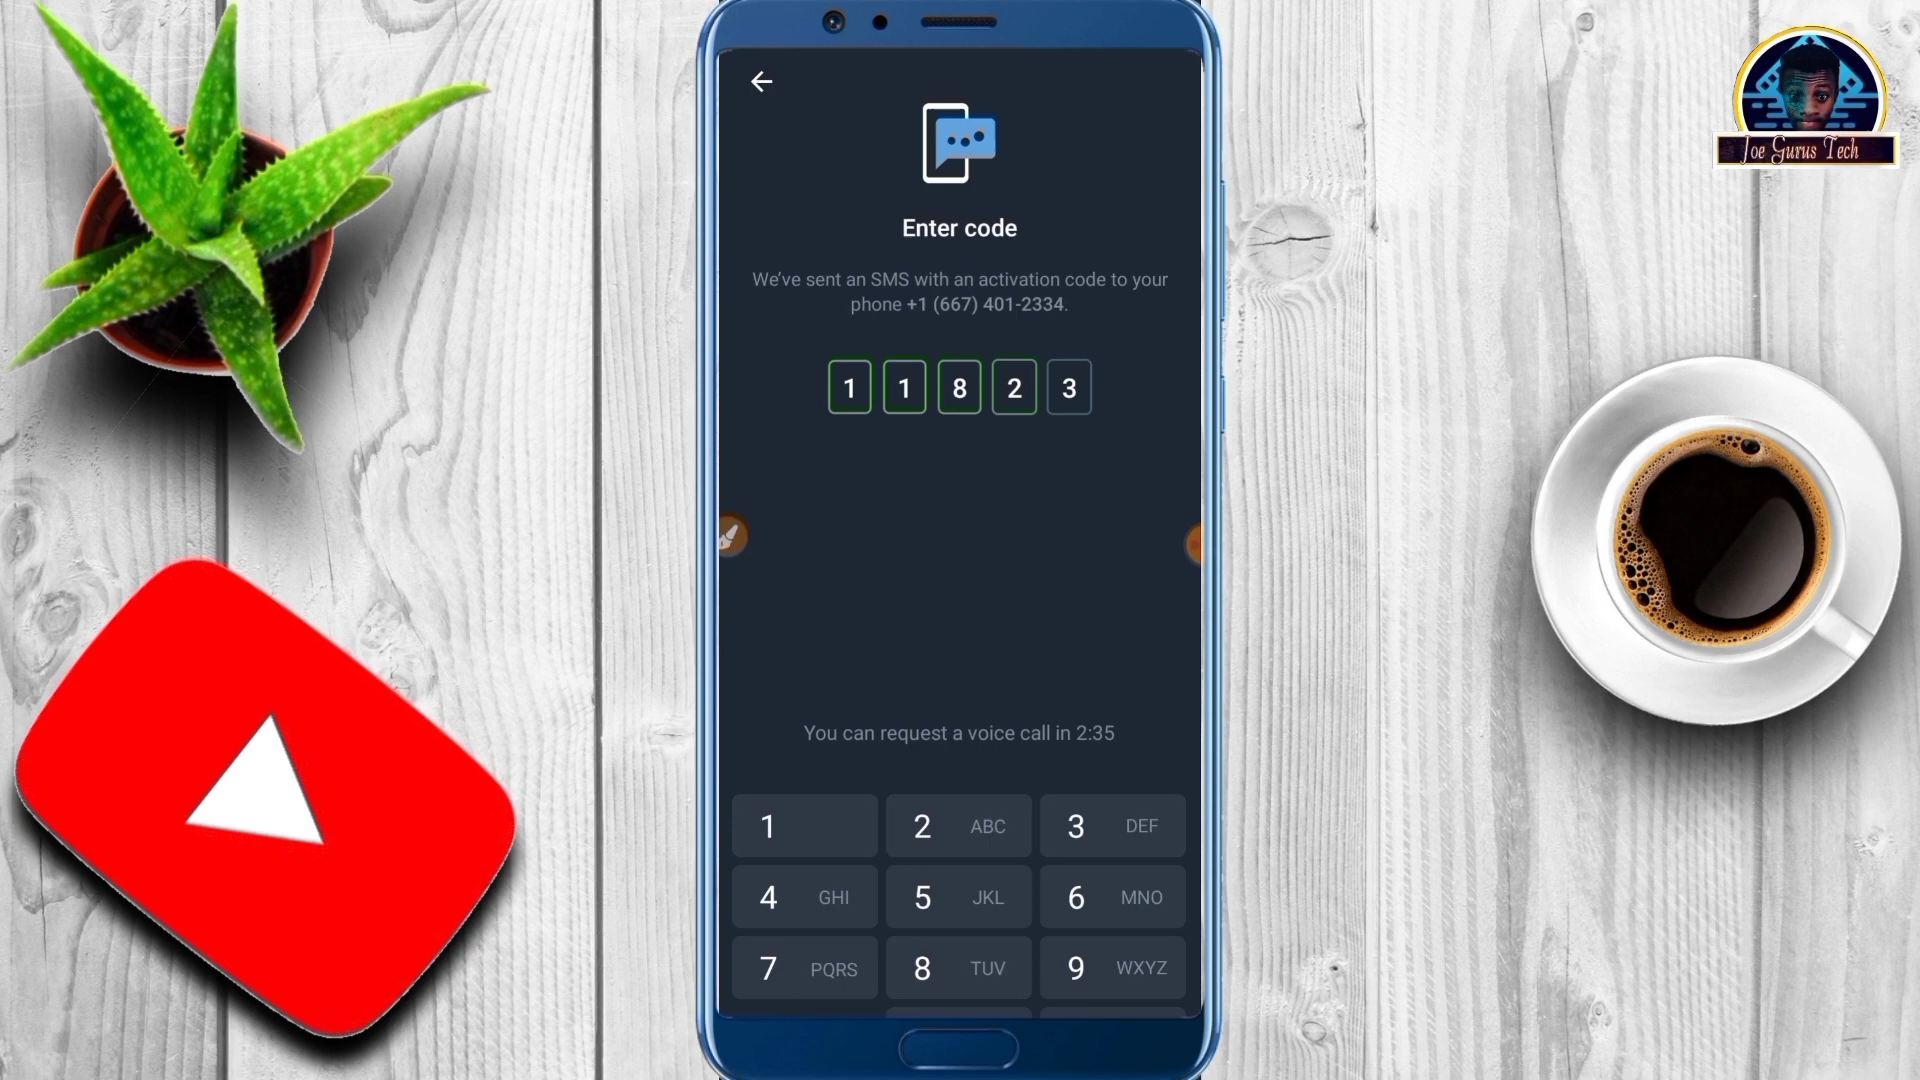 Joe Gurus Tech
Enter code
We've sent an SMS with an activation code to your
phone +1 (667) 401-2334.
1 1 8 2 3
You can request a voice call in 2:35
1 2 ABC 3 DEF
4 GHI 5 JKL 6 MNO
7 PQRS 8 TUV 9 WXYZ